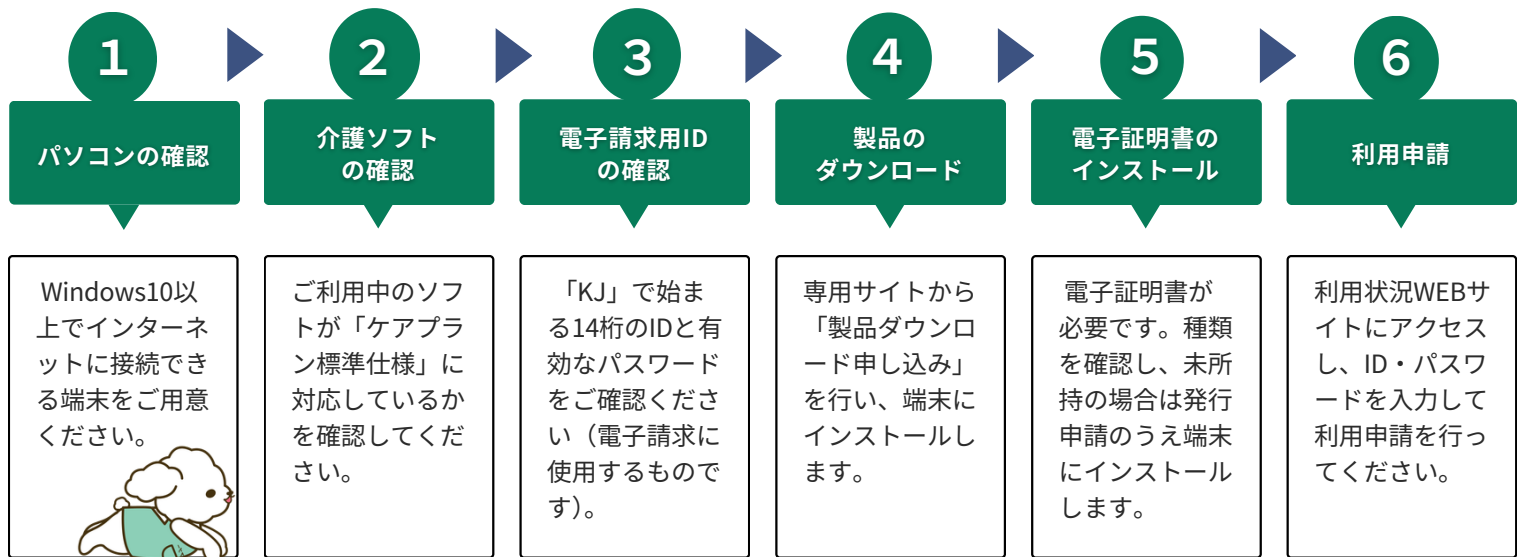 1
パソコンの確認
Windows10以
上でインターネ
ットに接続でき
る端末をご用意
ください。
2
介護ソフト
の確認
ご利用中のソフ
トが「ケアプラ
ン標準仕様」に
対応しているか
を確認してくだ
さい。
3
電子請求用ID
の確認
「KJ」で始ま
る14桁のIDと有
効なパスワード
をご確認くださ
い（電子請求に
使用するもので
す）。
4
製品の
ダウンロード
専用サイトから
「製品ダウンロ
ード申し込み」
を行い、端末に
インストールし
ます。
5
電子証明書の
インストール
電子証明書が
必要です。種類
を確認し、未所
持の場合は発行
申請のうえ端末
にインストール
します。
6
利用申請
利用状況WEBサ
イトにアクセス
し、ID・パスワ
ードを入力して
利用申請を行っ
てください。